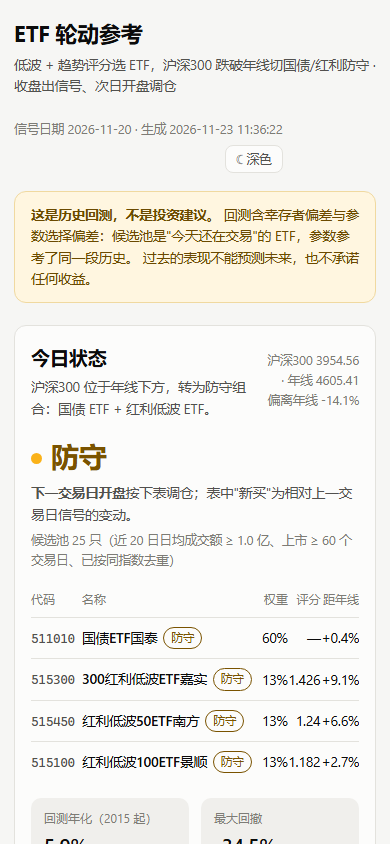 ETF 轮动参考
低波 + 趋势评分选 ETF，沪深300 跌破年线切国债/红利防守 ·
收盘出信号、次日开盘调仓
信号日期 2026-11-20 · 生成 2026-11-23 11:36:22
☾ 深色
这是历史回测，不是投资建议。 回测含幸存者偏差与参
数选择偏差：候选池是"今天还在交易"的 ETF，参数参
考了同一段历史。 过去的表现不能预测未来，也不承诺
任何收益。
今日状态
沪深300 位于年线下方，转为防守组
合：国债 ETF + 红利低波 ETF。
沪深300 3954.56
· 年线 4605.41
偏离年线 -14.1%
防守
下一交易日开盘按下表调仓；表中"新买"为相对上一交
易日信号的变动。
候选池 25 只（近 20 日日均成交额 ≥ 1.0 亿、上市 ≥ 60 个
交易日、已按同指数去重）
代码 名称 权重 评分 距年线
511010 国债ETF国泰 防守 60% — +0.4%
515300 300红利低波ETF嘉实 防守 13% 1.426 +9.1%
515450 红利低波50ETF南方 防守 13% 1.24 +6.6%
515100 红利低波100ETF景顺 防守 13% 1.182 +2.7%
回测年化（2015 起） 最大回撤